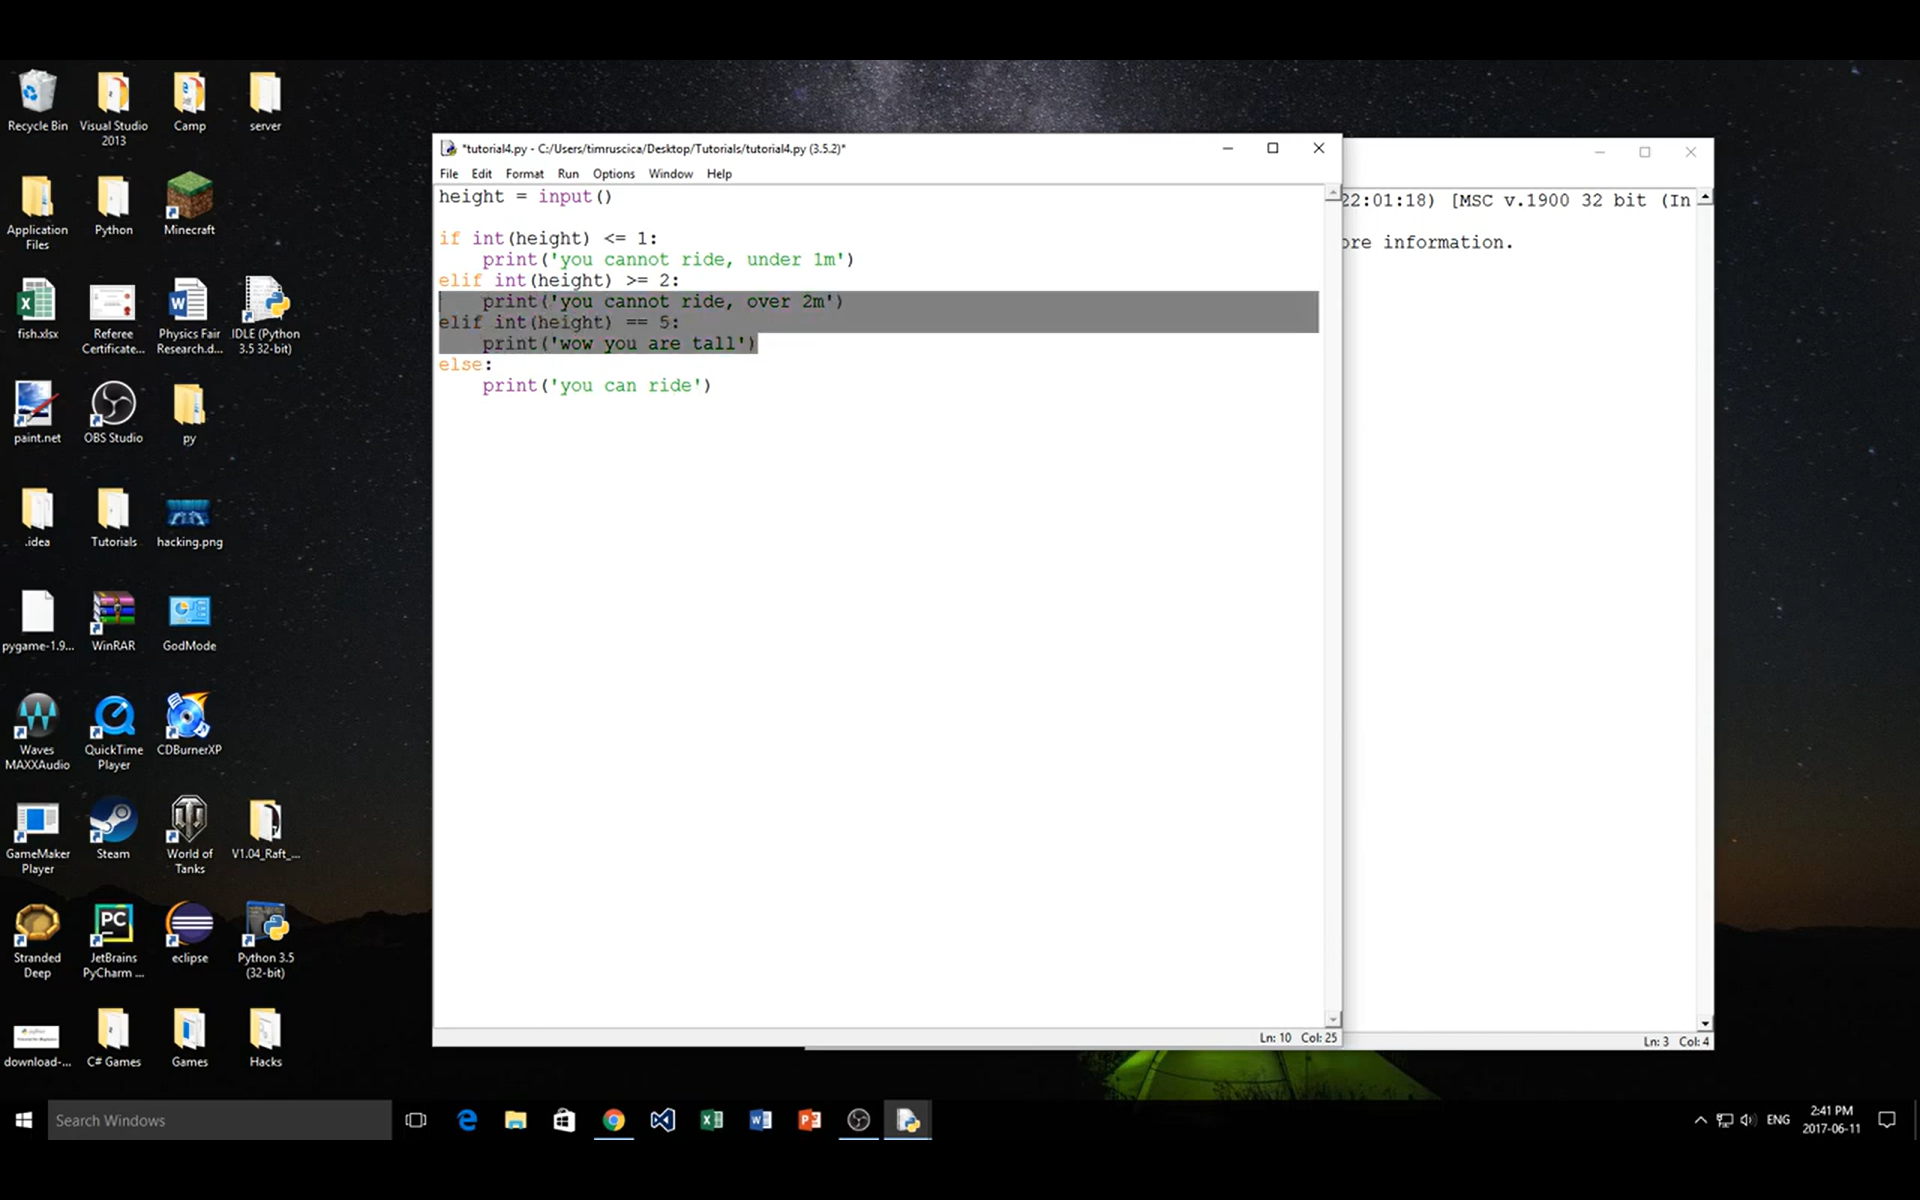 Recycle Bin
Visual Studio 2013
Camp
server
Application Files
Python
Minecraft
fish.xlsx
Referee Certificate...
Physics Fair Research.d...
IDLE (Python 3.5 32-bit)
paint.net
OBS Studio
py
.idea
Tutorials
hacking.png
pygame-1.9...
WinRAR
GodMode
Waves MAXXAudio
QuickTime Player
CDBurnerXP
GameMaker Player
Steam
World of Tanks
V1.04_Raft_...
Stranded Deep
JetBrains PyCharm ...
eclipse
Python 3.5 (32-bit)
download-...
C# Games
Games
Hacks
*tutorial4.py - C:/Users/timruscica/Desktop/Tutorials/tutorial4.py (3.5.2)*
File Edit Format Run Options Window Help
height = input()
if int(height) <= 1:
    print('you cannot ride, under 1m')
elif int(height) >= 2:
    print('you cannot ride, over 2m')
elif int(height) == 5:
    print('wow you are tall')
else:
    print('you can ride')
Ln: 10 Col: 25
22:01:18) [MSC v.1900 32 bit (In
ore information.
Ln: 3 Col: 4
Search Windows
ENG
2:41 PM
2017-06-11